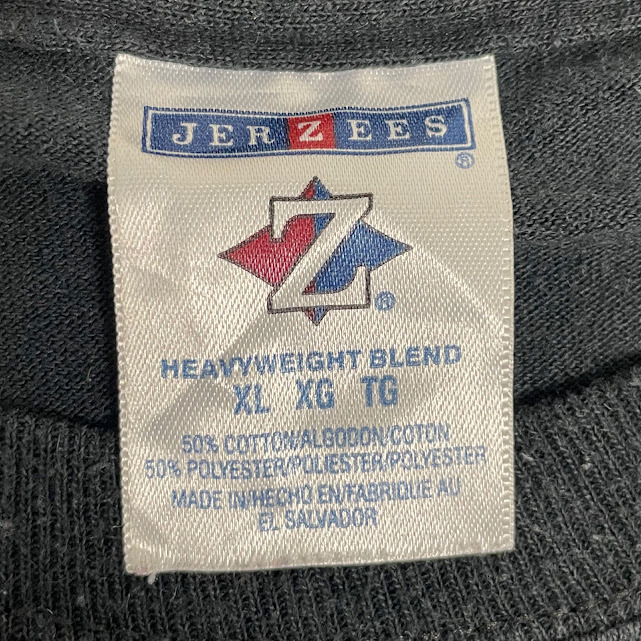 JERZEES®
Z®
HEAVYWEIGHT BLEND
XL XG TG
50% COTTON/ALGODON/COTON
50% POLYESTER/POLIESTER/POLYESTER
MADE IN/HECHO EN/FABRIQUE AU
EL SALVADOR